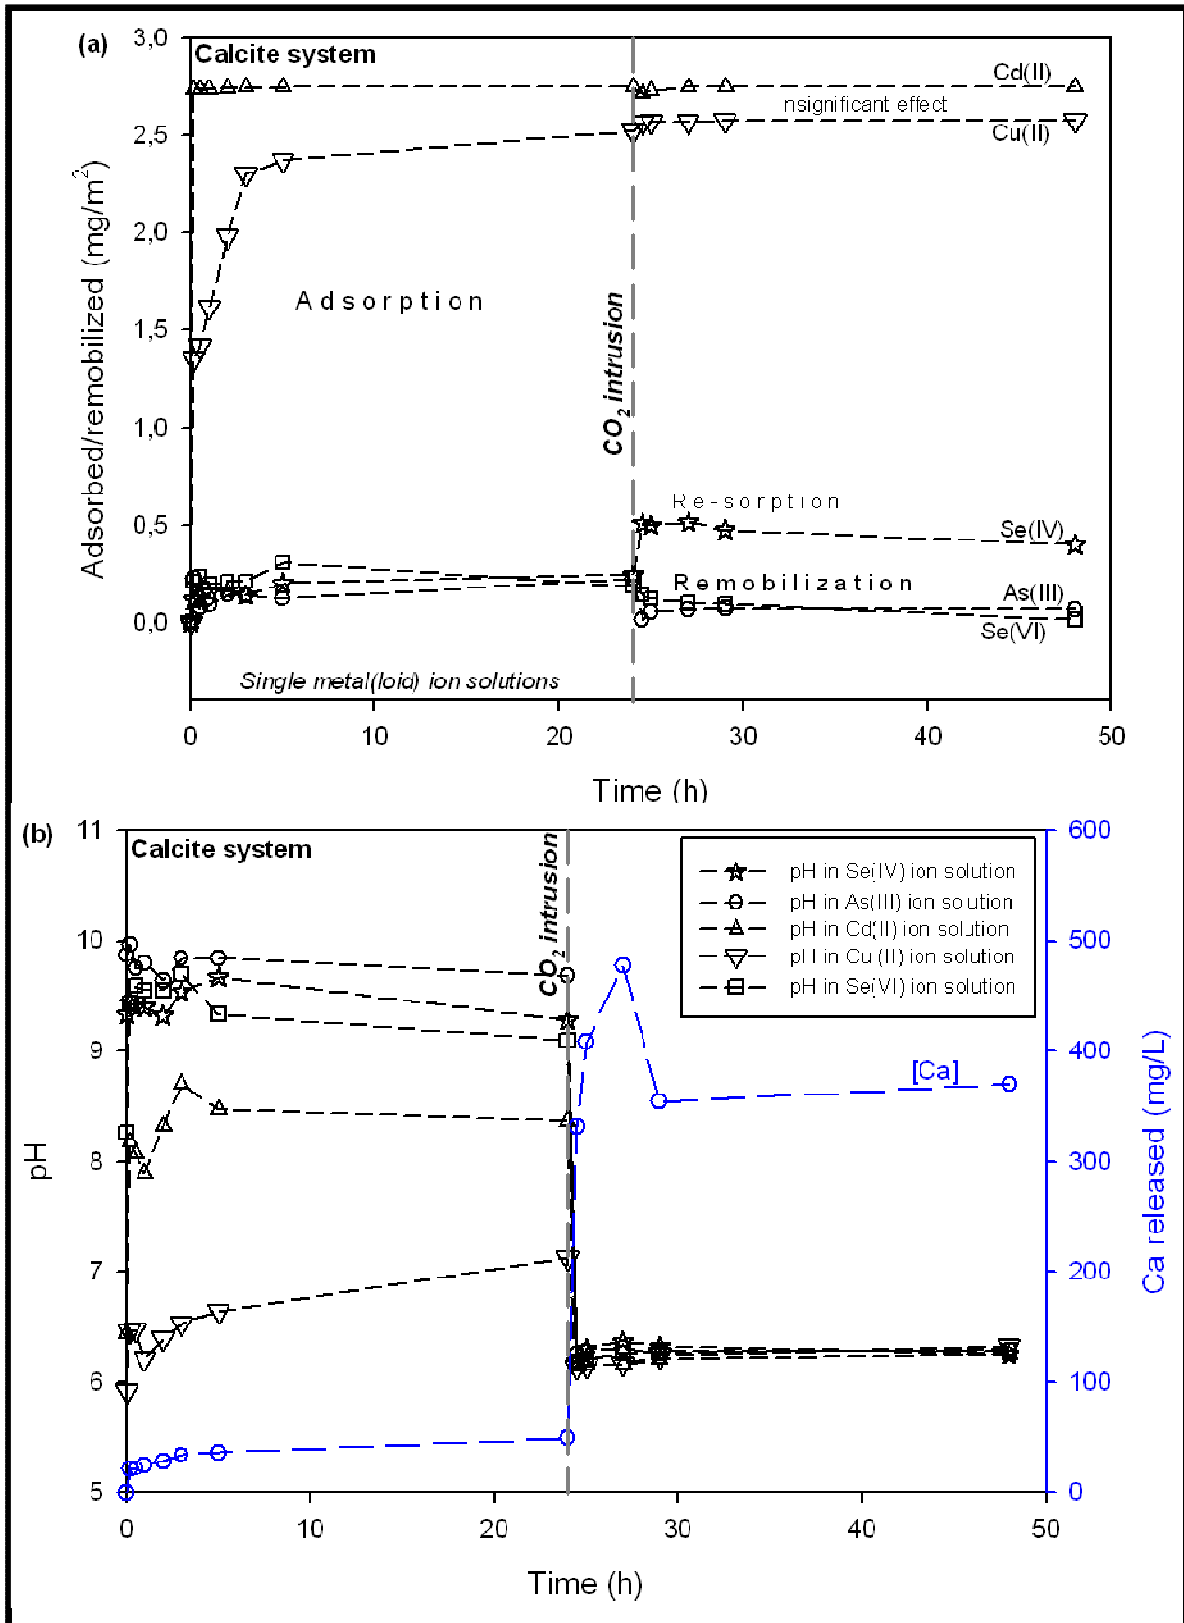 (a)
Calcite system
3,0
2,5
2,0
1,5
1,0
0,5
0,0
Adsorbed/remobilized (mg/m²)
Cd(II)
nsignificant effect
Cu(II)
Adsorption
CO₂ intrusion
Re-sorption
Se(IV)
Remobilization
As(III)
Se(VI)
Single metal(loid) ion solutions
0 10 20 30 40 50
Time (h)
(b)
Calcite system
11
10
9
8
7
6
5
pH
CO₂ intrusion
pH in Se(IV) ion solution
pH in As(III) ion soution
pH in Cd(II) ion solution
pH in Cu(II) ion solution
pH in Se(VI) ion solution
[Ca]
600
500
400
300
200
100
0
Ca released (mg/L)
0 10 20 30 40 50
Time (h)